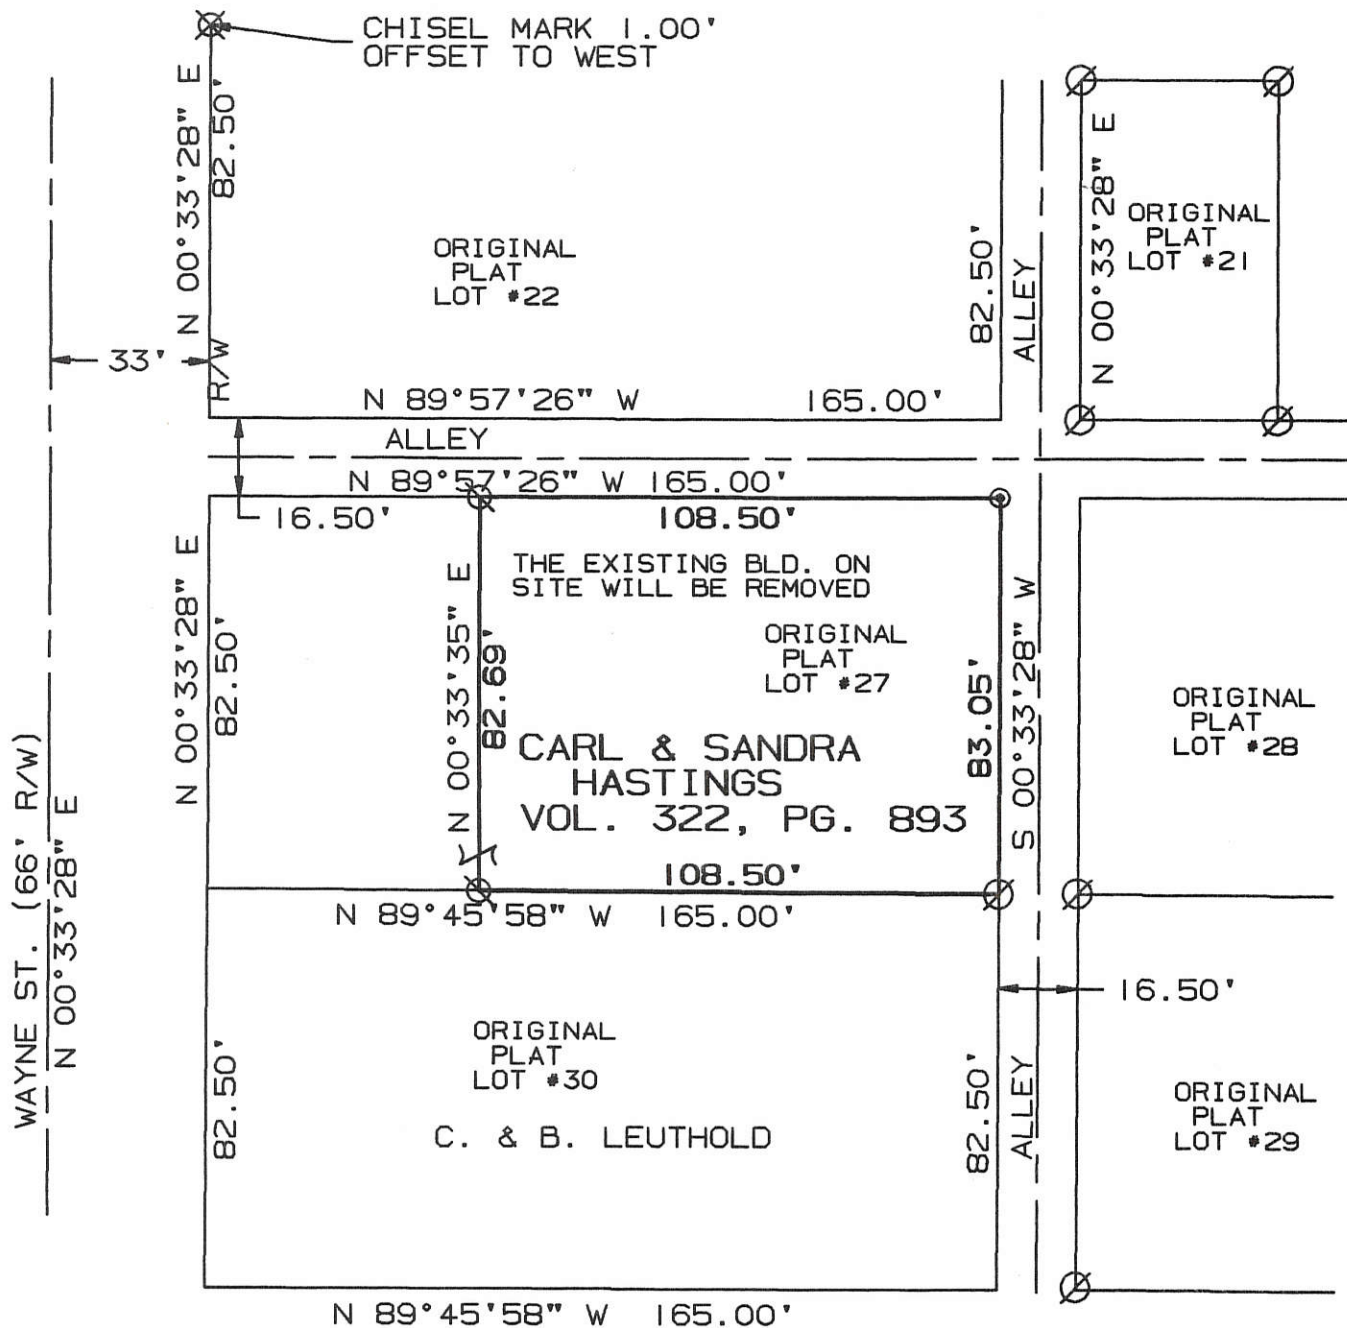 CHISEL MARK 1.00'
OFFSET TO WEST
N 00°33'28" E
82.50'
ORIGINAL
PLAT
LOT #22
82.50'
ALLEY
N 00°33'28" E
ORIGINAL
PLAT
LOT #21
33'
R/W
N 89°57'26" W 165.00'
ALLEY
N 89°57'26" W 165.00'
16.50'
108.50'
THE EXISTING BLD. ON
SITE WILL BE REMOVED
N 00°33'28" E
82.50'
N 00°33'35" E
82.69'
ORIGINAL
PLAT
LOT #27
83.05'
S 00°33'28" W
CARL & SANDRA
HASTINGS
VOL. 322, PG. 893
ORIGINAL
PLAT
LOT #28
108.50'
N 89°45'58" W 165.00'
WAYNE ST. (66' R/W)
N 00°33'28" E
16.50'
82.50'
ORIGINAL
PLAT
LOT #30
C. & B. LEUTHOLD
82.50'
ALLEY
ORIGINAL
PLAT
LOT #29
N 89°45'58" W 165.00'